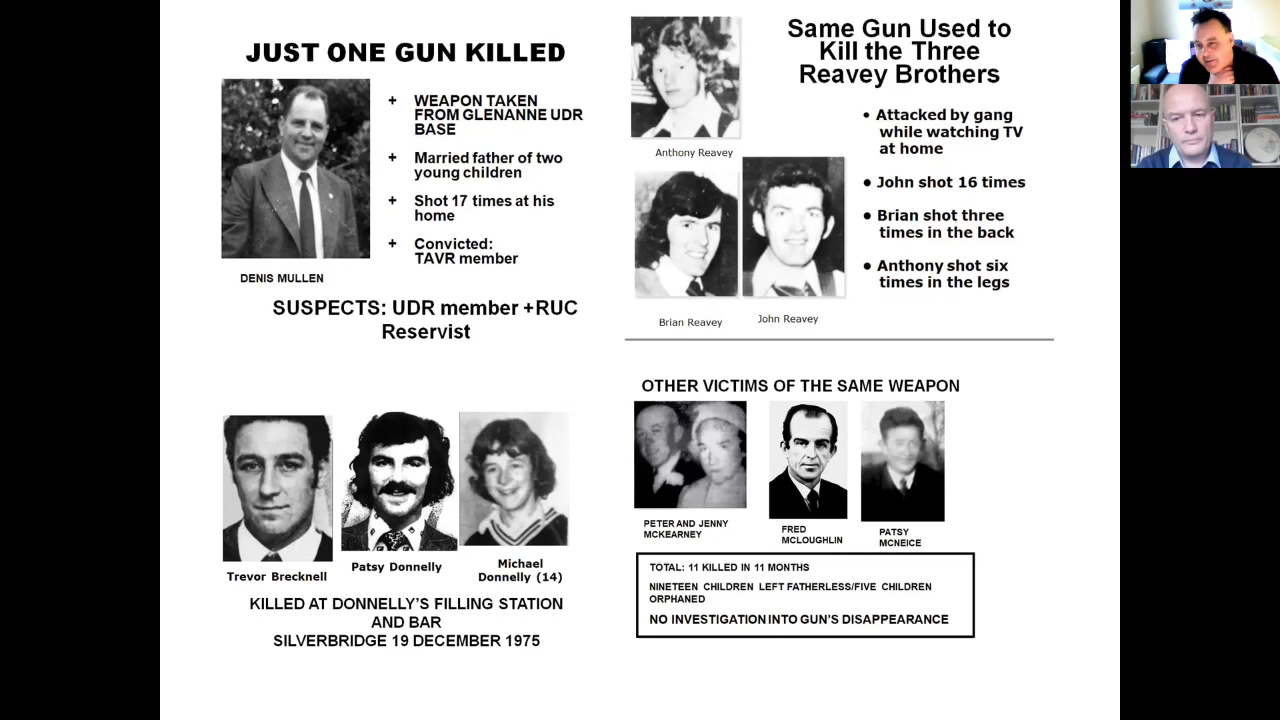 JUST ONE GUN KILLED
+ WEAPON TAKEN
FROM GLENANNE UDR
BASE
+ Married father of two
young children
+ Shot 17 times at his
home
+ Convicted:
TAVR member
DENIS MULLEN
SUSPECTS: UDR member +RUC
Reservist
Same Gun Used to
Kill the Three
Reavey Brothers
Anthony Reavey
• Attacked by gang
while watching TV
at home
• John shot 16 times
• Brian shot three
times in the back
• Anthony shot six
times in the legs
Brian Reavey
John Reavey
Trevor Brecknell
Patsy Donnelly
Michael
Donnelly (14)
KILLED AT DONNELLY'S FILLING STATION
AND BAR
SILVERBRIDGE 19 DECEMBER 1975
OTHER VICTIMS OF THE SAME WEAPON
PETER AND JENNY
MCKEARNEY
FRED
MCLOUGHLIN
PATSY
MCNEICE
TOTAL: 11 KILLED IN 11 MONTHS
NINETEEN CHILDREN LEFT FATHERLESS/FIVE CHILDREN
ORPHANED
NO INVESTIGATION INTO GUN'S DISAPPEARANCE